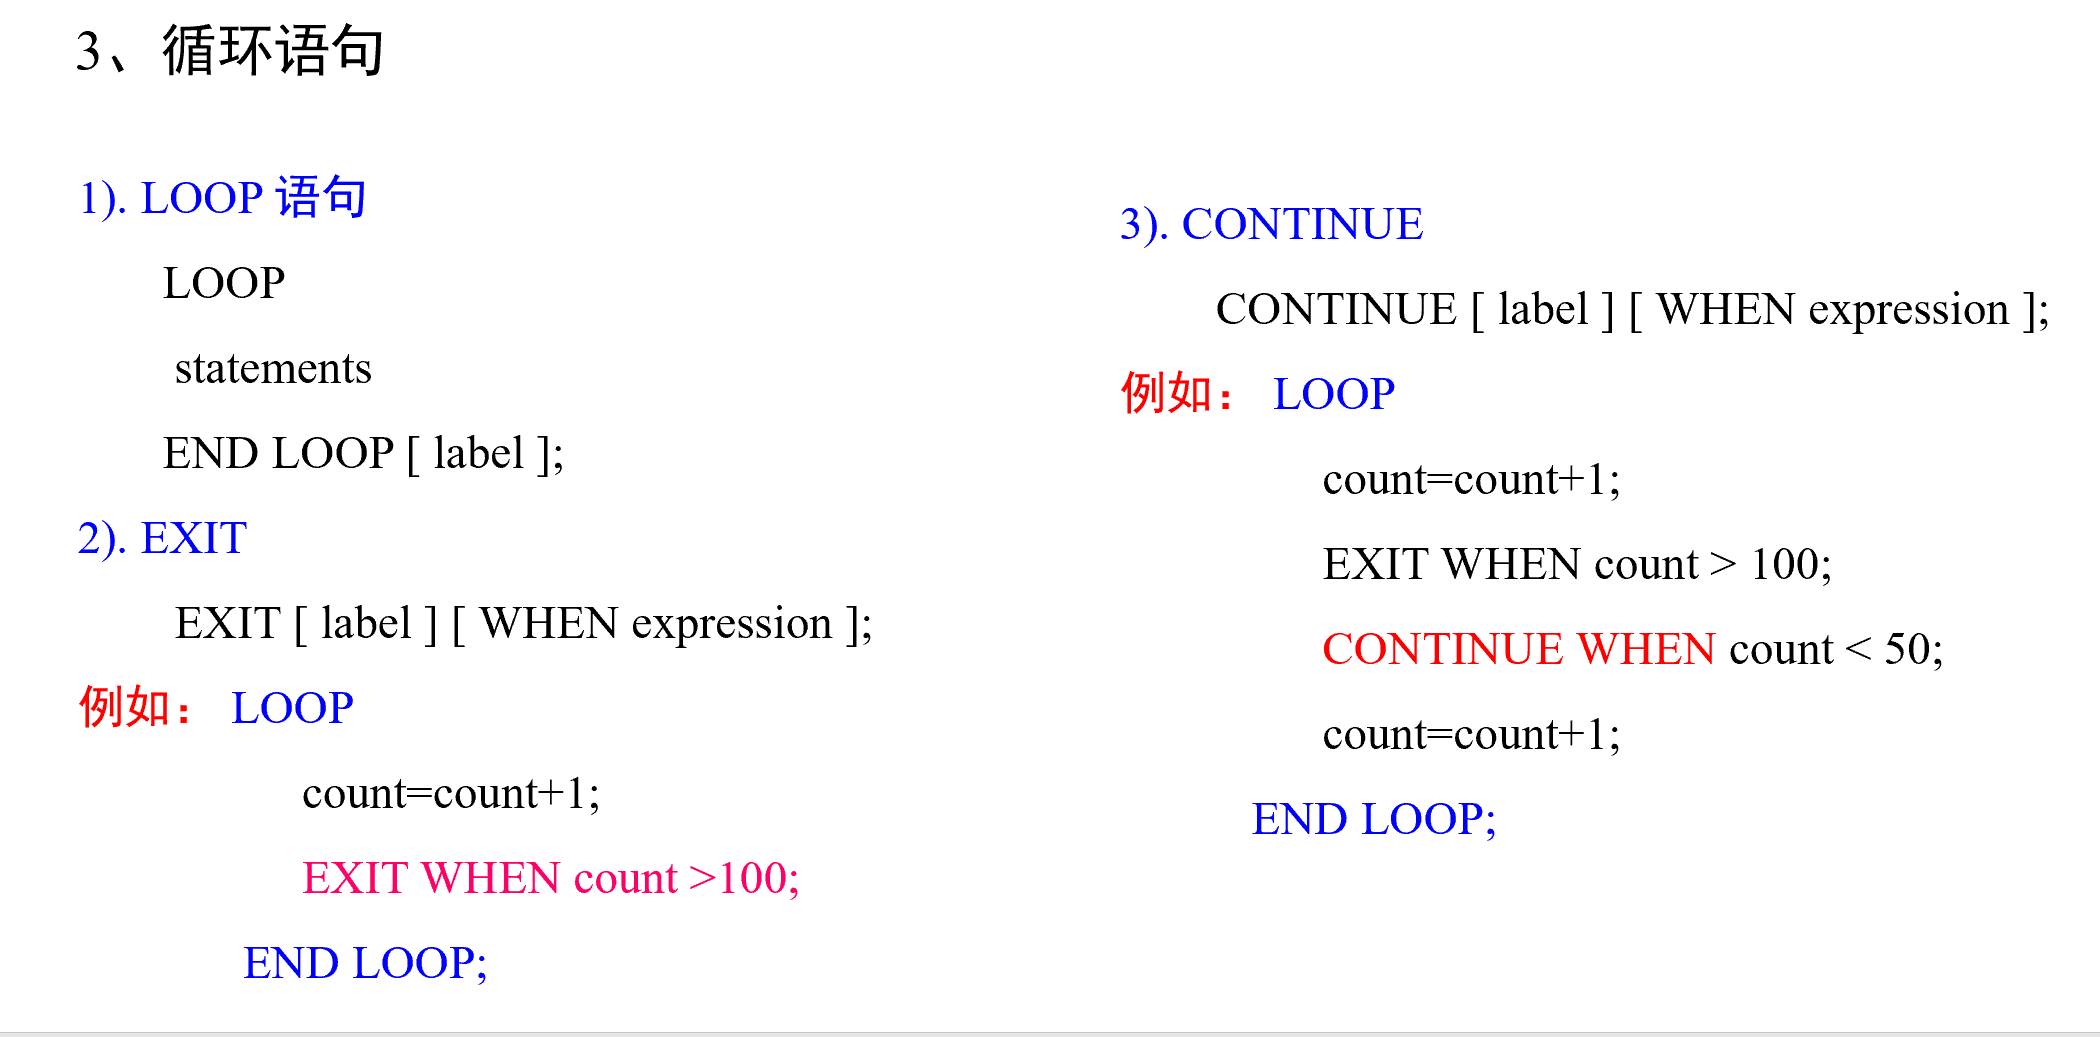 3、循环语句
1). LOOP 语句
LOOP
statements
END LOOP [ label ];
2). EXIT
EXIT [ label ] [ WHEN expression ];
例如： LOOP
count=count+1;
EXIT WHEN count >100;
END LOOP;
3). CONTINUE
CONTINUE [ label ] [ WHEN expression ];
例如： LOOP
count=count+1;
EXIT WHEN count > 100;
CONTINUE WHEN count < 50;
count=count+1;
END LOOP;